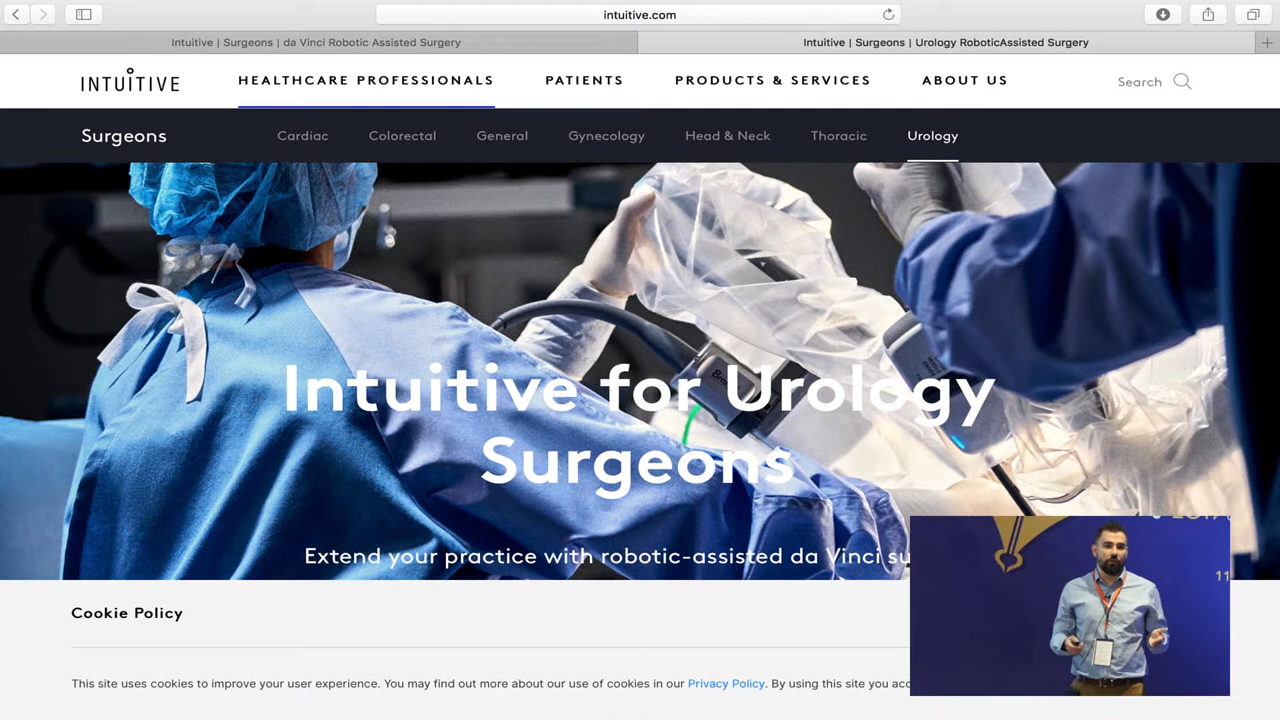 intuitive.com
Intuitive | Surgeons | da Vinci Robotic Assisted Surgery
Intuitive | Surgeons | Urology RoboticAssisted Surgery
INTUITIVE
HEALTHCARE PROFESSIONALS
PATIENTS
PRODUCTS & SERVICES
ABOUT US
Search
Surgeons
Cardiac
Colorectal
General
Gynecology
Head & Neck
Thoracic
Urology
Intuitive for Urology
Surgeons
Extend your practice with robotic-assisted da Vinci su
Cookie Policy
This site uses cookies to improve your user experience. You may find out more about our use of cookies in our Privacy Policy. By using this site you acc
11